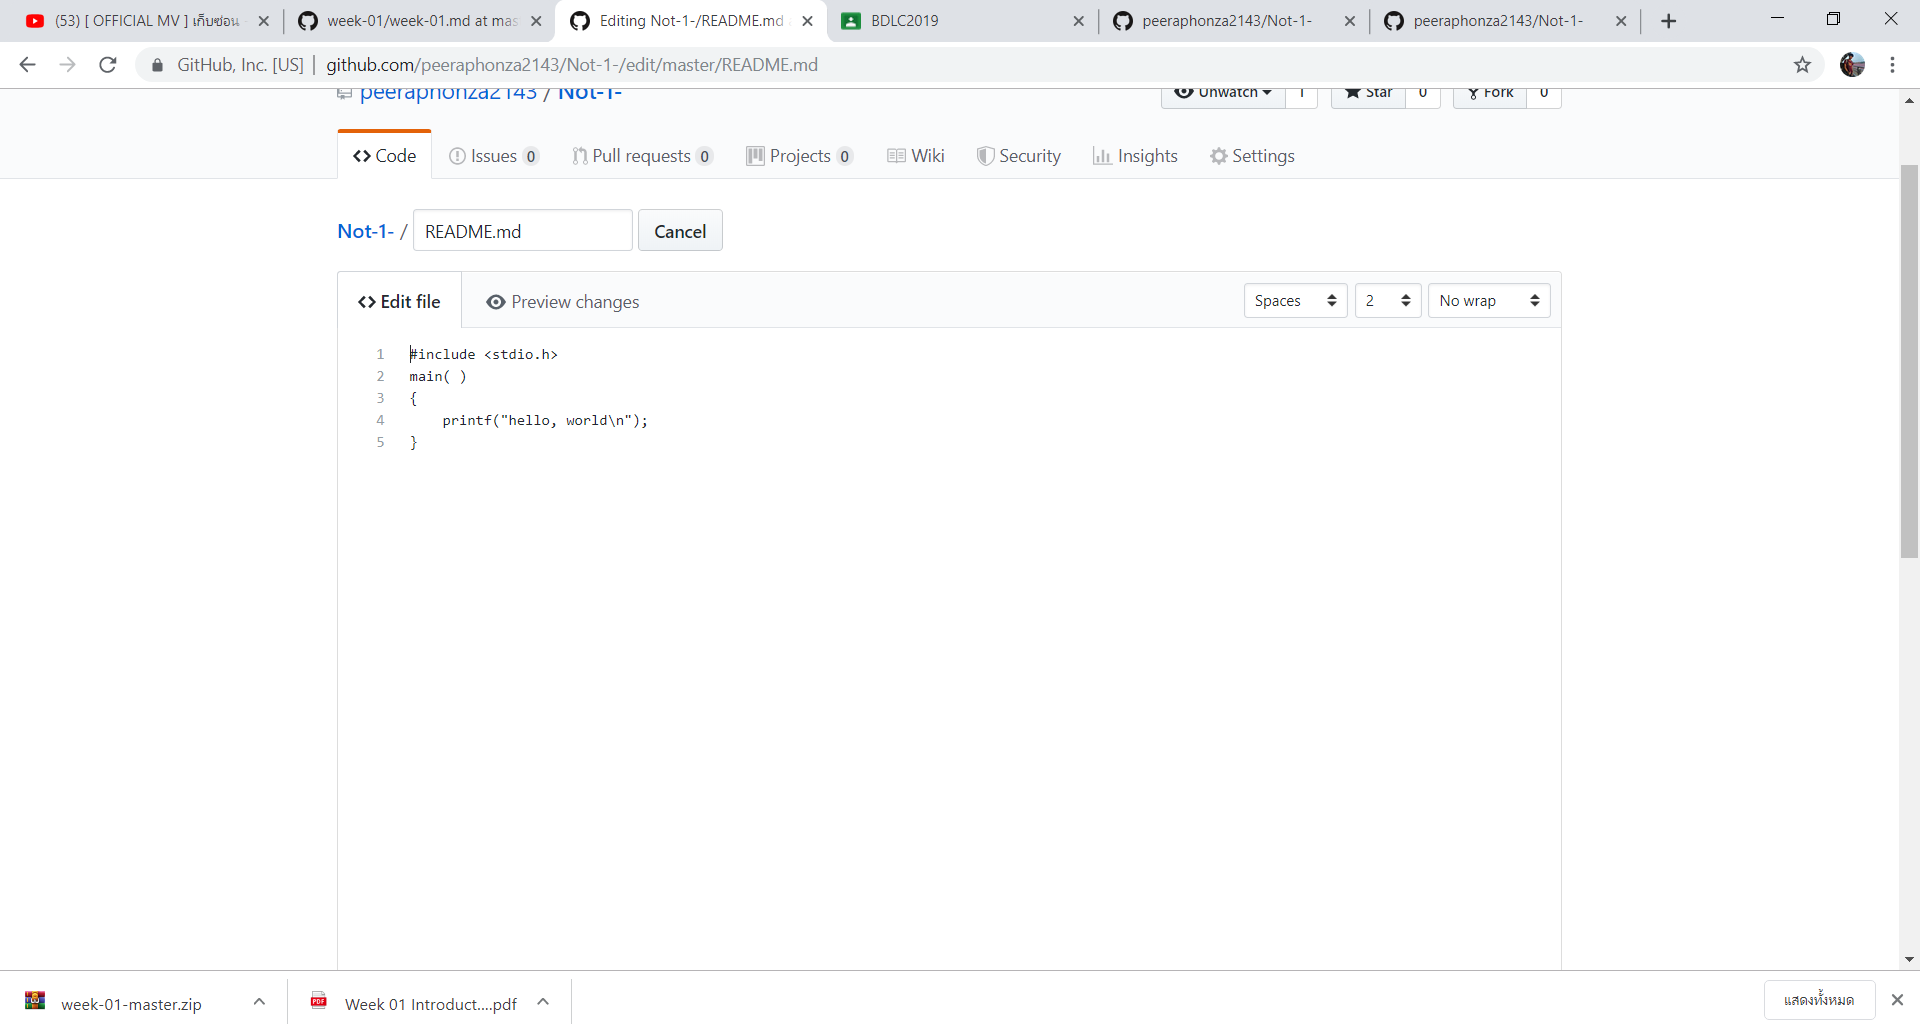 (53) [ OFFICIAL MV ] เก็บซ่อน
week-01/week-01.md at mas
Editing Not-1-/README.md
BDLC2019
peeraphonza2143/Not-1-
peeraphonza2143/Not-1-
GitHub, Inc. [US] | github.com/peeraphonza2143/Not-1-/edit/master/README.md
peeraphonza2143 / Not-1-
Unwatch 1 Star 0 Fork 0
Code Issues 0 Pull requests 0 Projects 0 Wiki Security Insights Settings
Not-1- / README.md Cancel
Edit file Preview changes Spaces 2 No wrap
1 #include <stdio.h>
2 main( )
3 {
4 printf("hello, world\n");
5 }
week-01-master.zip
PDF
Week 01 Introduct....pdf
แสดงทั้งหมด